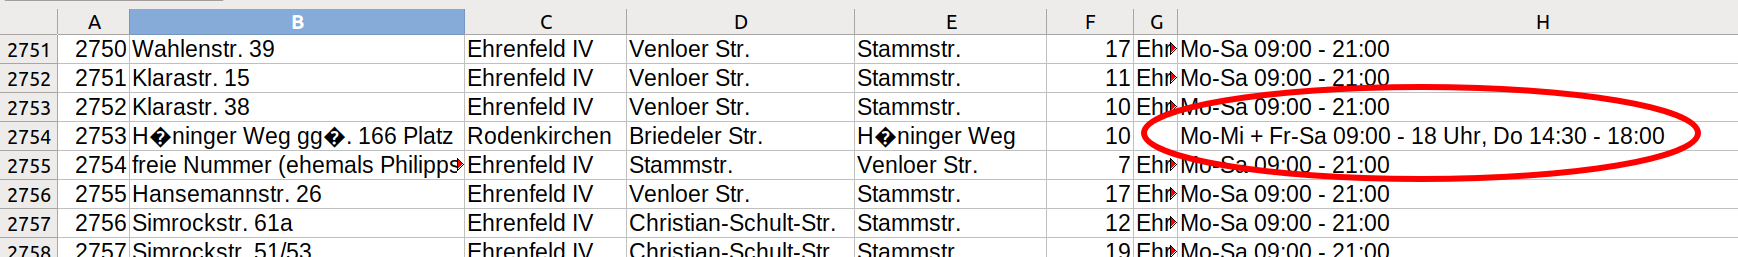 A B C D E F G H
2751 2750 Wahlenstr. 39 Ehrenfeld IV Venloer Str. Stammstr. 17 Ehr Mo-Sa 09:00 - 21:00
2752 2751 Klarastr. 15 Ehrenfeld IV Venloer Str. Stammstr. 11 Ehr Mo-Sa 09:00 - 21:00
2753 2752 Klarastr. 38 Ehrenfeld IV Venloer Str. Stammstr. 10 Ehr Mo-Sa 09:00 - 21:00
2754 2753 H�ninger Weg gg�. 166 Platz Rodenkirchen Briedeler Str. H�ninger Weg 10 Mo-Mi + Fr-Sa 09:00 - 18 Uhr, Do 14:30 - 18:00
2755 2754 freie Nummer (ehemals Philipps Ehrenfeld IV Stammstr. Venloer Str. 7 Ehr Mo-Sa 09:00 - 21:00
2756 2755 Hansemannstr. 26 Ehrenfeld IV Venloer Str. Stammstr. 17 Ehr Mo-Sa 09:00 - 21:00
2757 2756 Simrockstr. 61a Ehrenfeld IV Christian-Schult-Str. Stammstr. 12 Ehr Mo-Sa 09:00 - 21:00
2758 2757 Simrockstr. 51/53 Ehrenfeld IV Christian-Schult-Str. Stammstr. 19 Ehr Mo-Sa 09:00 - 21:00